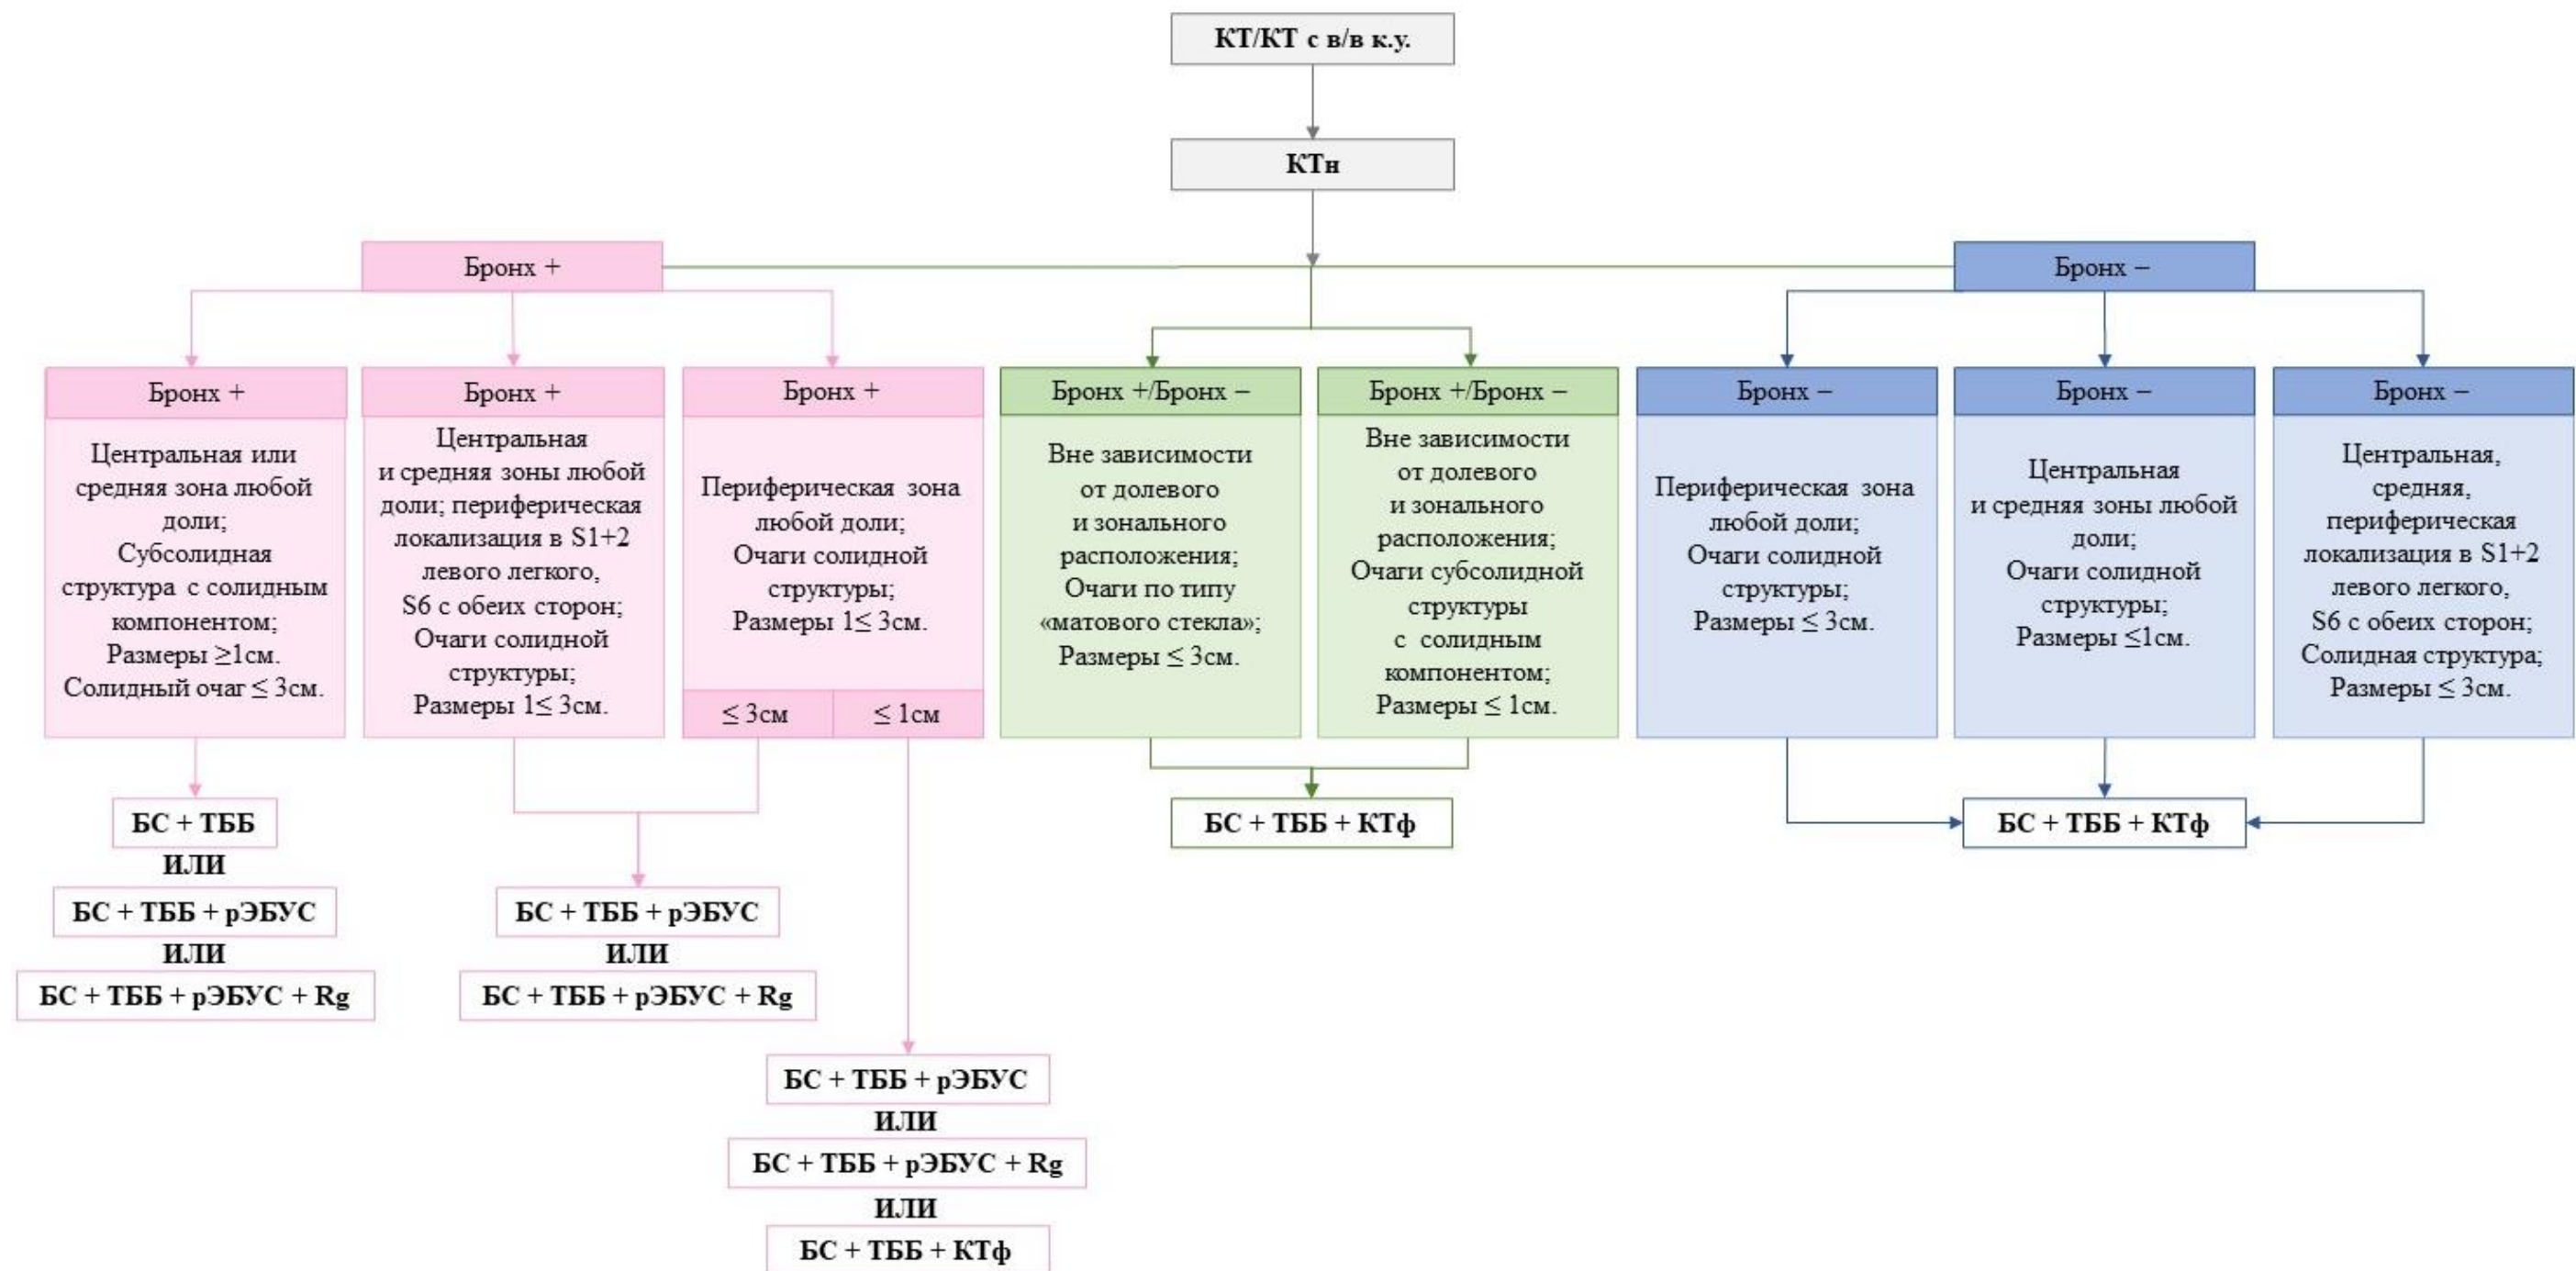 КТ/КТ с в/в к.у.
КТн
Бронх +
Бронх –
Бронх +
Центральная или
средняя зона любой
доли;
Субсолидная
структура с солидным
компонентом;
Размеры ≥1см.
Солидный очаг ≤ 3см.
Бронх +
Центральная
и средняя зоны любой
доли; периферическая
локализация в S1+2
левого легкого,
S6 с обеих сторон;
Очаги солидной
структуры;
Размеры 1≤ 3см.
Бронх +
Периферическая зона
любой доли;
Очаги солидной
структуры;
Размеры 1≤ 3см.
≤ 3см
≤ 1см
Бронх +/Бронх –
Вне зависимости
от долевого
и зонального
расположения;
Очаги по типу
«матового стекла»;
Размеры ≤ 3см.
Бронх +/Бронх –
Вне зависимости
от долевого
и зонального
расположения;
Очаги субсолидной
структуры
с солидным
компонентом;
Размеры ≤ 1см.
Бронх –
Периферическая зона
любой доли;
Очаги солидной
структуры;
Размеры ≤ 3см.
Бронх –
Центральная
и средняя зоны любой
доли;
Очаги солидной
структуры;
Размеры ≤1см.
Бронх –
Центральная,
средняя,
периферическая
локализация в S1+2
левого легкого,
S6 с обеих сторон;
Солидная структура;
Размеры ≤ 3см.
БС + ТББ
ИЛИ
БС + ТББ + рЭБУС
ИЛИ
БС + ТББ + рЭБУС + Rg
БС + ТББ + рЭБУС
ИЛИ
БС + ТББ + рЭБУС + Rg
БС + ТББ + рЭБУС
ИЛИ
БС + ТББ + рЭБУС + Rg
ИЛИ
БС + ТББ + КТф
БС + ТББ + КТф
БС + ТББ + КТф